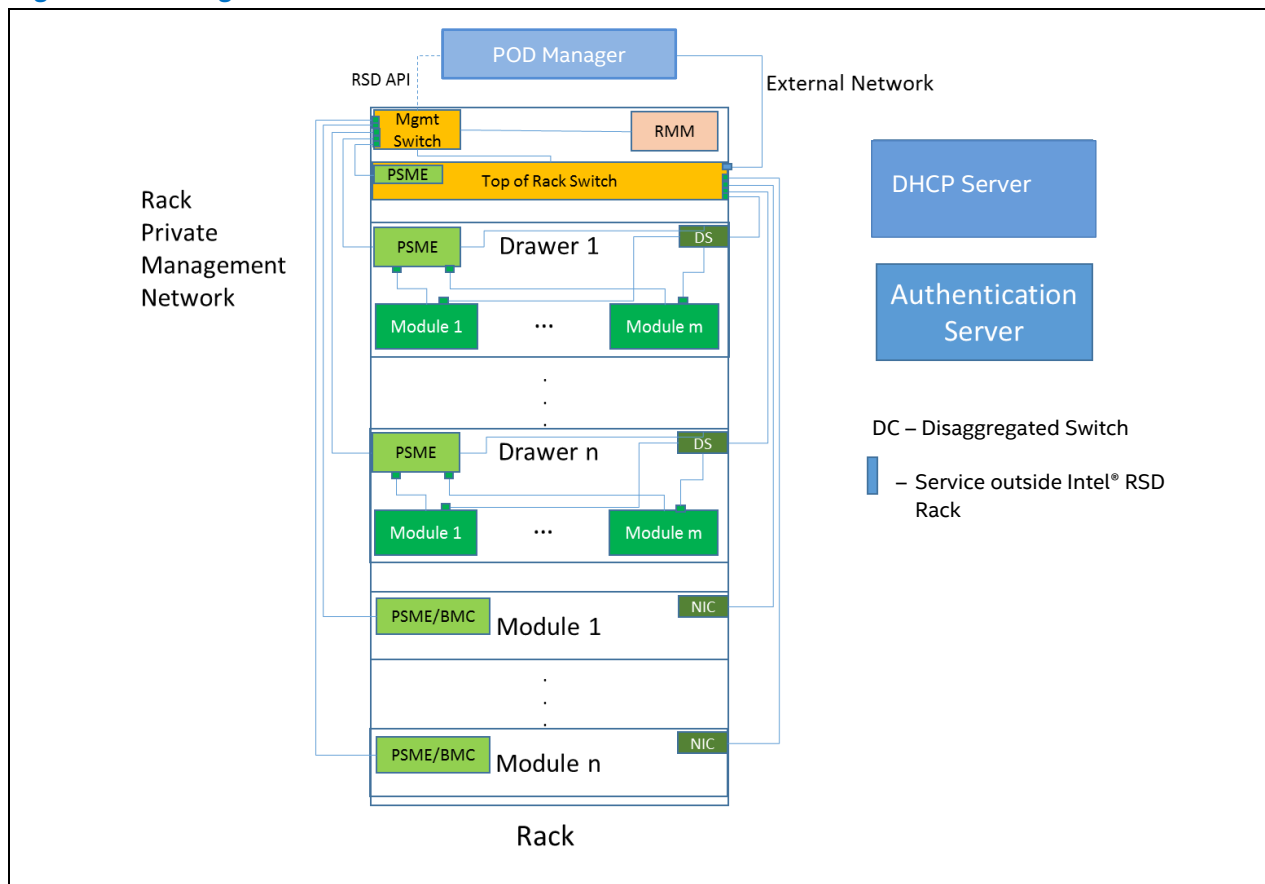 POD Manager
RSD API
External Network
Mgmt
Switch
RMM
PSME
Top of Rack Switch
DHCP Server
Rack
Private
Management
Network
PSME
Drawer 1
DS
Authentication
Server
Module 1
...
Module m
.
.
.
DC – Disaggregated Switch
PSME
Drawer n
DS
– Service outside Intel® RSD
Rack
Module 1
...
Module m
PSME/BMC
Module 1
NIC
.
.
.
PSME/BMC
Module n
NIC
Rack